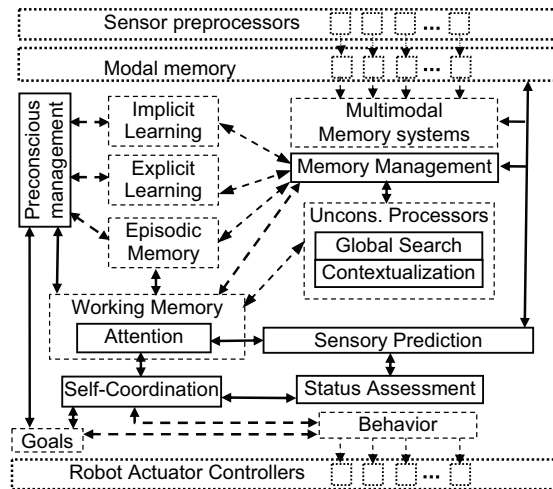 Sensor preprocessors
...
Modal memory
...
Implicit
Learning
Multimodal
Memory systems
Preconscious
management
Explicit
Learning
Memory Management
Episodic
Memory
Uncons. Processors
Global Search
Contextualization
Working Memory
Attention
Sensory Prediction
Self-Coordination
Status Assessment
Goals
Behavior
Robot Actuator Controllers
...